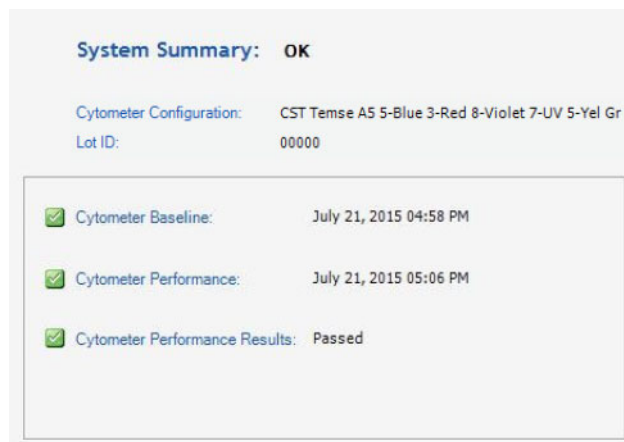 System Summary: OK
Cytometer Configuration: CST Temse A5 5-Blue 3-Red 8-Violet 7-UV 5-Yel Gr
Lot ID: 00000
Cytometer Baseline: July 21, 2015 04:58 PM
Cytometer Performance: July 21, 2015 05:06 PM
Cytometer Performance Results: Passed